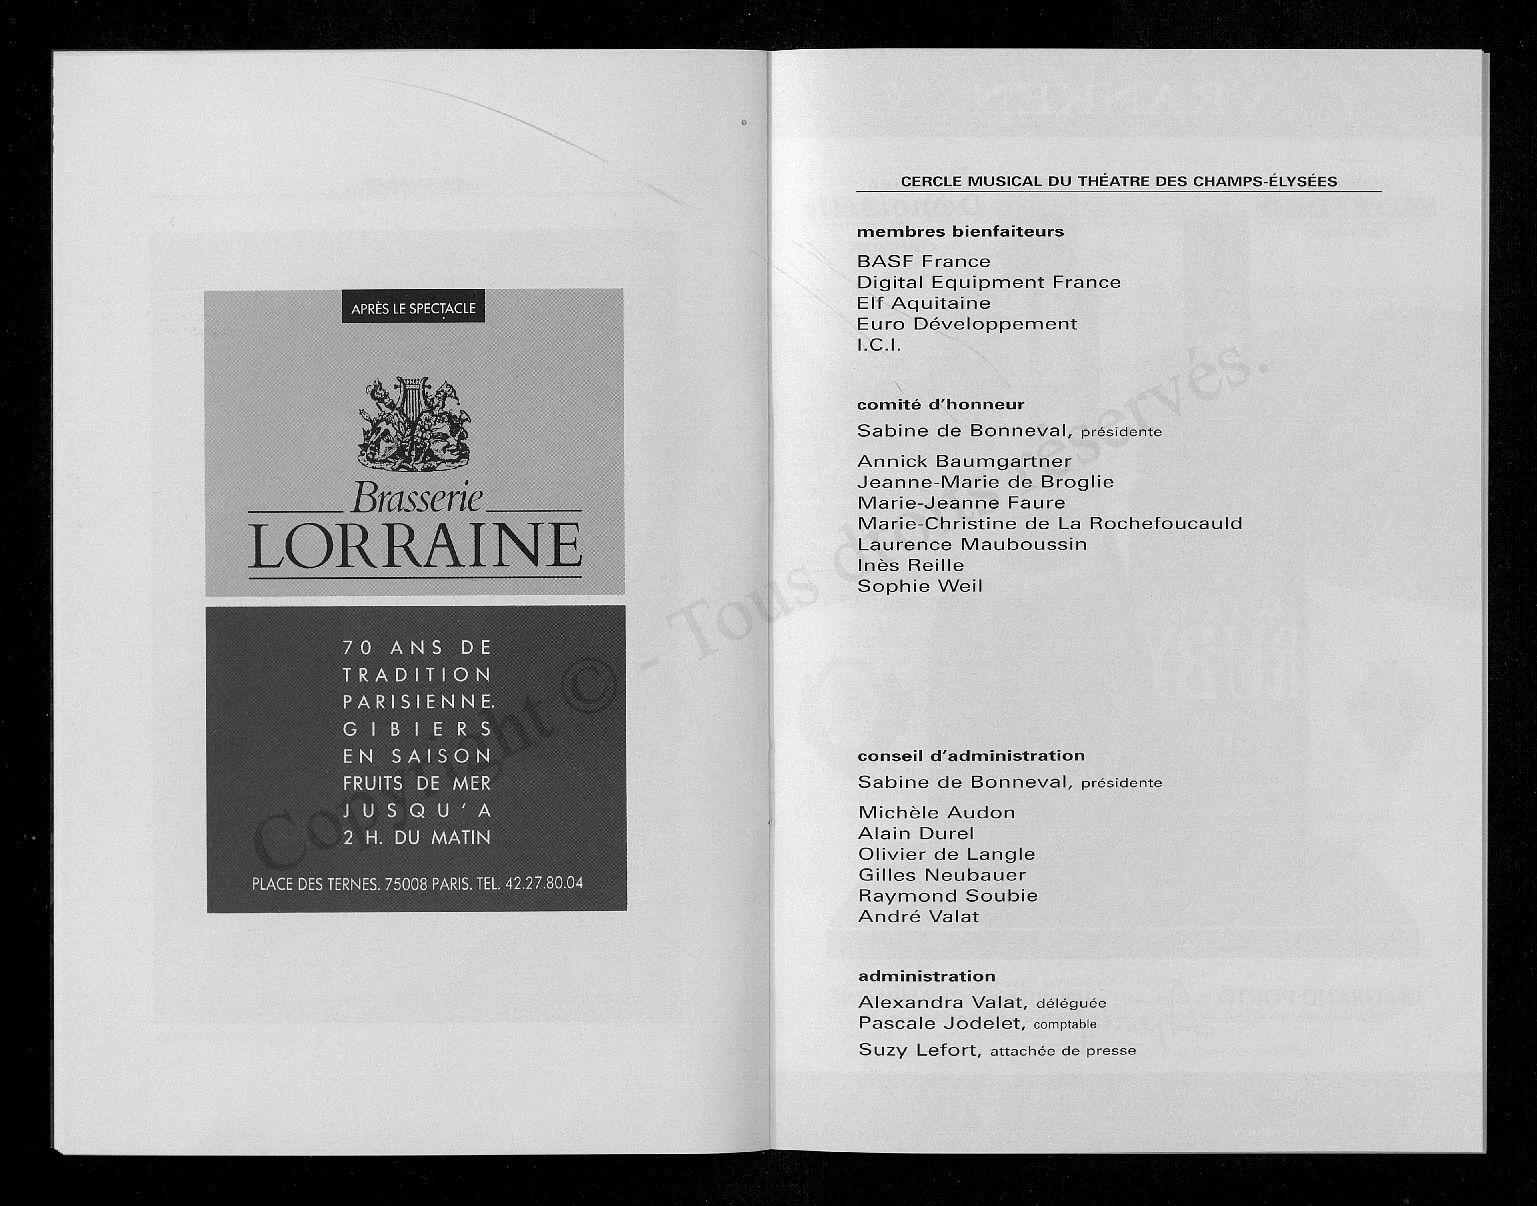 APRÈS LE SPECTACLE
Brasserie
LORRAINE
70 ANS DE
TRADITION
PARISIENNE.
GIBIERS
EN SAISON
FRUITS DE MER
JUSQU'A
2 H. DU MATIN
PLACE DES TERNES. 75008 PARIS. TEL. 42.27.80.04
CERCLE MUSICAL DU THÉATRE DES CHAMPS-ÉLYSÉES
membres bienfaiteurs
BASF France
Digital Equipment France
Elf Aquitaine
Euro Développement
I.C.I.
comité d'honneur
Sabine de Bonneval, présidente
Annick Baumgartner
Jeanne-Marie de Broglie
Marie-Jeanne Faure
Marie-Christine de La Rochefoucauld
Laurence Mauboussin
Inès Reille
Sophie Weil
conseil d'administration
Sabine de Bonneval, présidente
Michèle Audon
Alain Durel
Olivier de Langle
Gilles Neubauer
Raymond Soubie
André Valat
administration
Alexandra Valat, déléguée
Pascale Jodelet, comptable
Suzy Lefort, attachée de presse
Copyright © - Tous droits réservés.